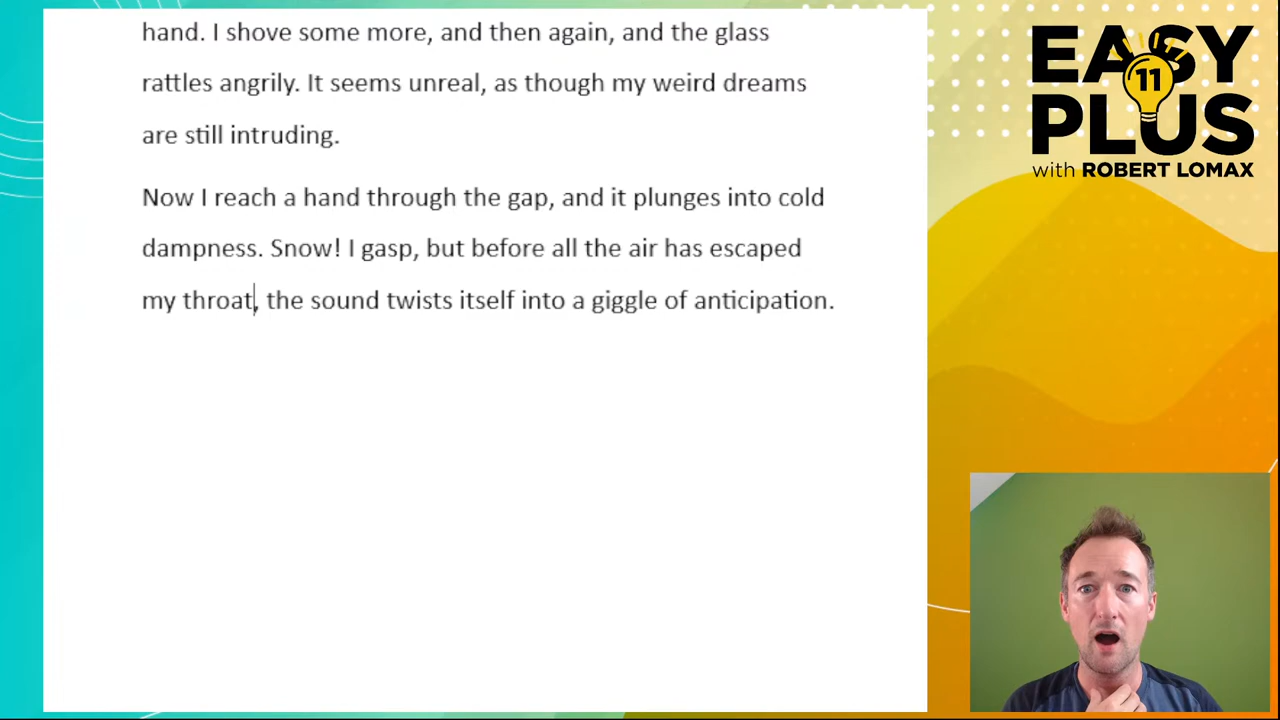 hand. I shove some more, and then again, and the glass
rattles angrily. It seems unreal, as though my weird dreams
are still intruding.
Now I reach a hand through the gap, and it plunges into cold
dampness. Snow! I gasp, but before all the air has escaped
my throat, the sound twists itself into a giggle of anticipation.
EASY
11
PLUS
with ROBERT LOMAX